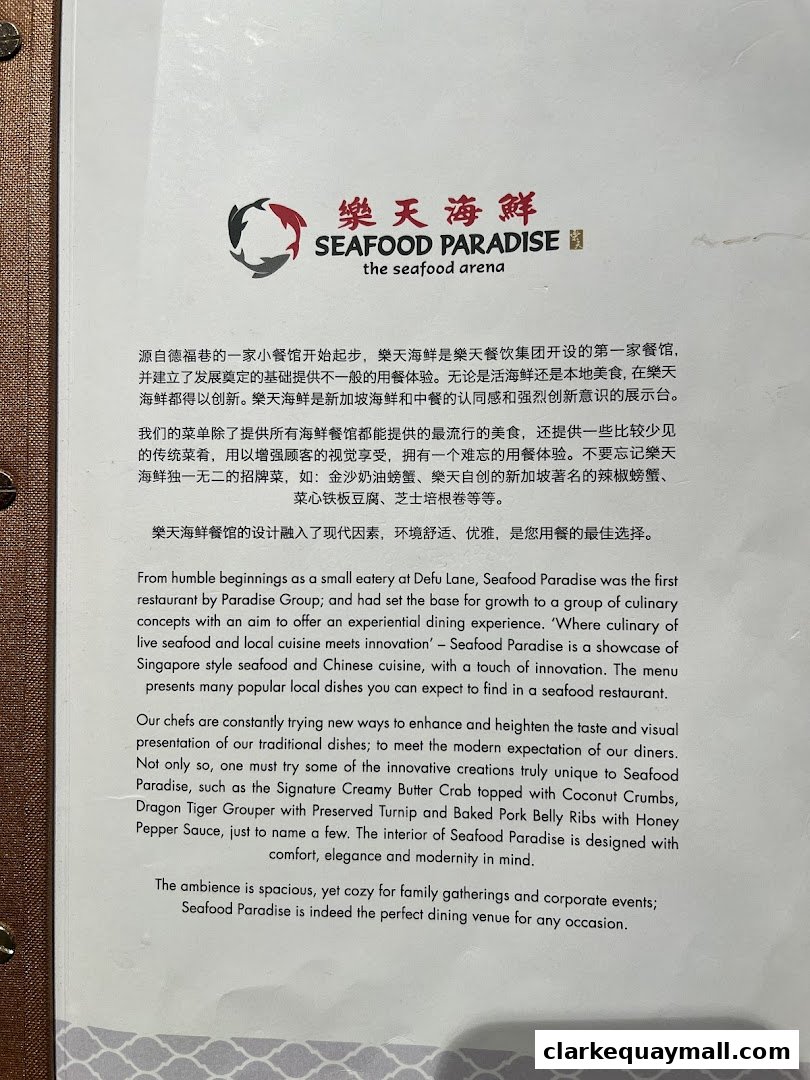 樂天海鮮
SEAFOOD PARADISE
the seafood arena
源自德福巷的一家小餐馆开始起步，樂天海鮮是樂天餐饮集团开设的第一家餐馆，
并建立了发展奠定的基础提供不一般的用餐体验。无论是活海鲜还是本地美食，在樂天
海鮮都得以创新。樂天海鮮是新加坡海鲜和中餐的认同感和强烈创新意识的展示台。
我们的菜单除了提供所有海鲜餐馆都能提供的最流行的美食，还提供一些比较少见
的传统菜肴，用以增强顾客的视觉享受，拥有一个难忘的用餐体验。不要忘记樂天
海鮮独一无二的招牌菜，如：金沙奶油螃蟹、樂天自创的新加坡著名的辣椒螃蟹、
菜心铁板豆腐、芝士培根卷等等。
樂天海鮮餐馆的设计融入了现代因素，环境舒适、优雅，是您用餐的最佳选择。
From humble beginnings as a small eatery at Defu Lane, Seafood Paradise was the first
restaurant by Paradise Group; and had set the base for growth to a group of culinary
concepts with an aim to offer an experiential dining experience. ‘Where culinary of
live seafood and local cuisine meets innovation’ – Seafood Paradise is a showcase of
Singapore style seafood and Chinese cuisine, with a touch of innovation. The menu
presents many popular local dishes you can expect to find in a seafood restaurant.
Our chefs are constantly trying new ways to enhance and heighten the taste and visual
presentation of our traditional dishes; to meet the modern expectation of our diners.
Not only so, one must try some of the innovative creations truly unique to Seafood
Paradise, such as the Signature Creamy Butter Crab topped with Coconut Crumbs,
Dragon Tiger Grouper with Preserved Turnip and Baked Pork Belly Ribs with Honey
Pepper Sauce, just to name a few. The interior of Seafood Paradise is designed with
comfort, elegance and modernity in mind.
The ambience is spacious, yet cozy for family gatherings and corporate events;
Seafood Paradise is indeed the perfect dining venue for any occasion.
clarkequaymall.com